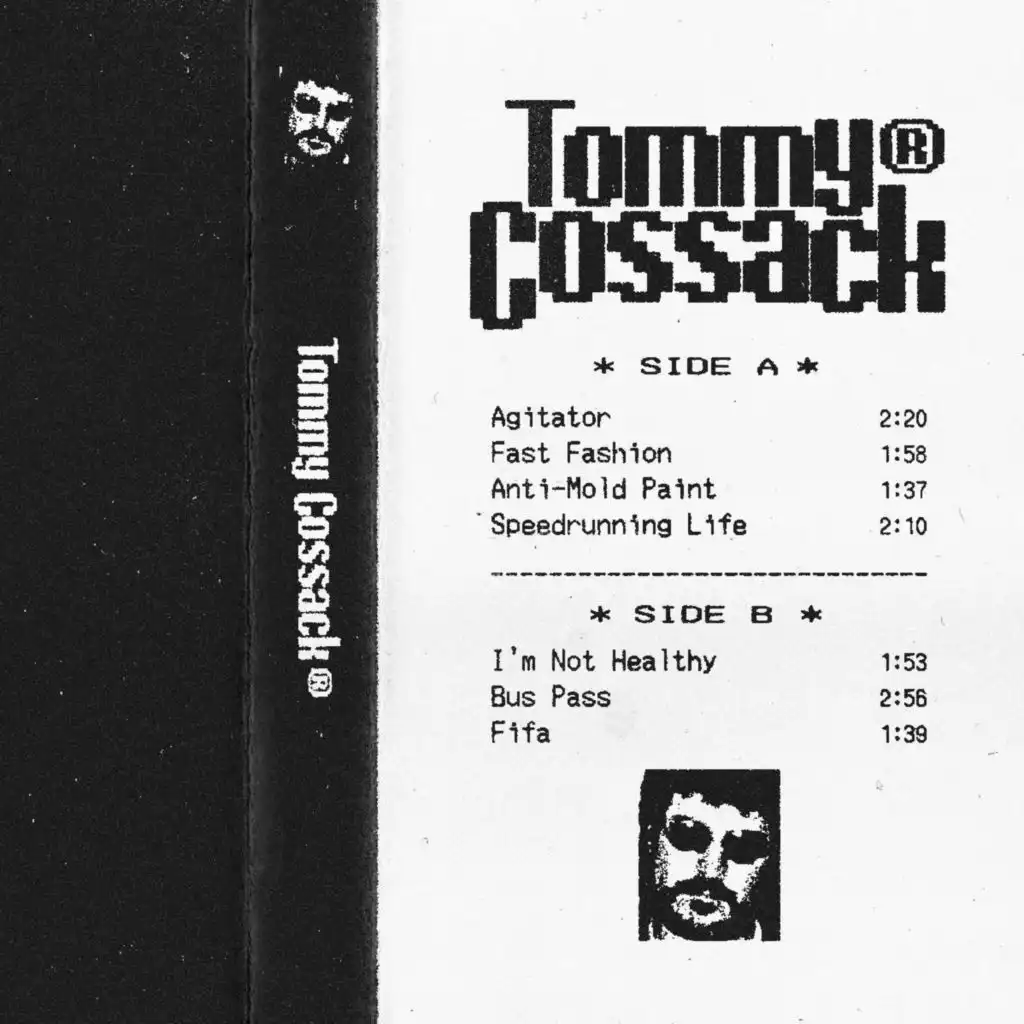 Tommy Cossack ®
Tommy®
Cossack
* SIDE A *
Agitator 2:20
Fast Fashion 1:58
Anti-Mold Paint 1:37
Speedrunning Life 2:10
* SIDE B *
I'm Not Healthy 1:53
Bus Pass 2:56
Fifa 1:39